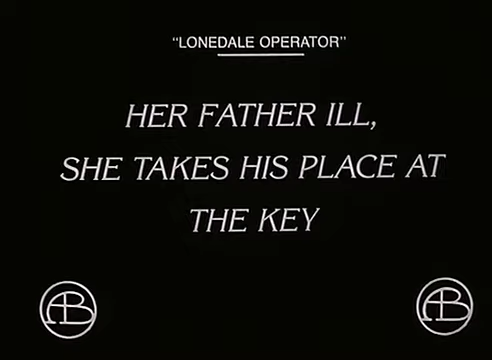 "LONEDALE OPERATOR"
HER FATHER ILL,
SHE TAKES HIS PLACE AT
THE KEY
AB AB